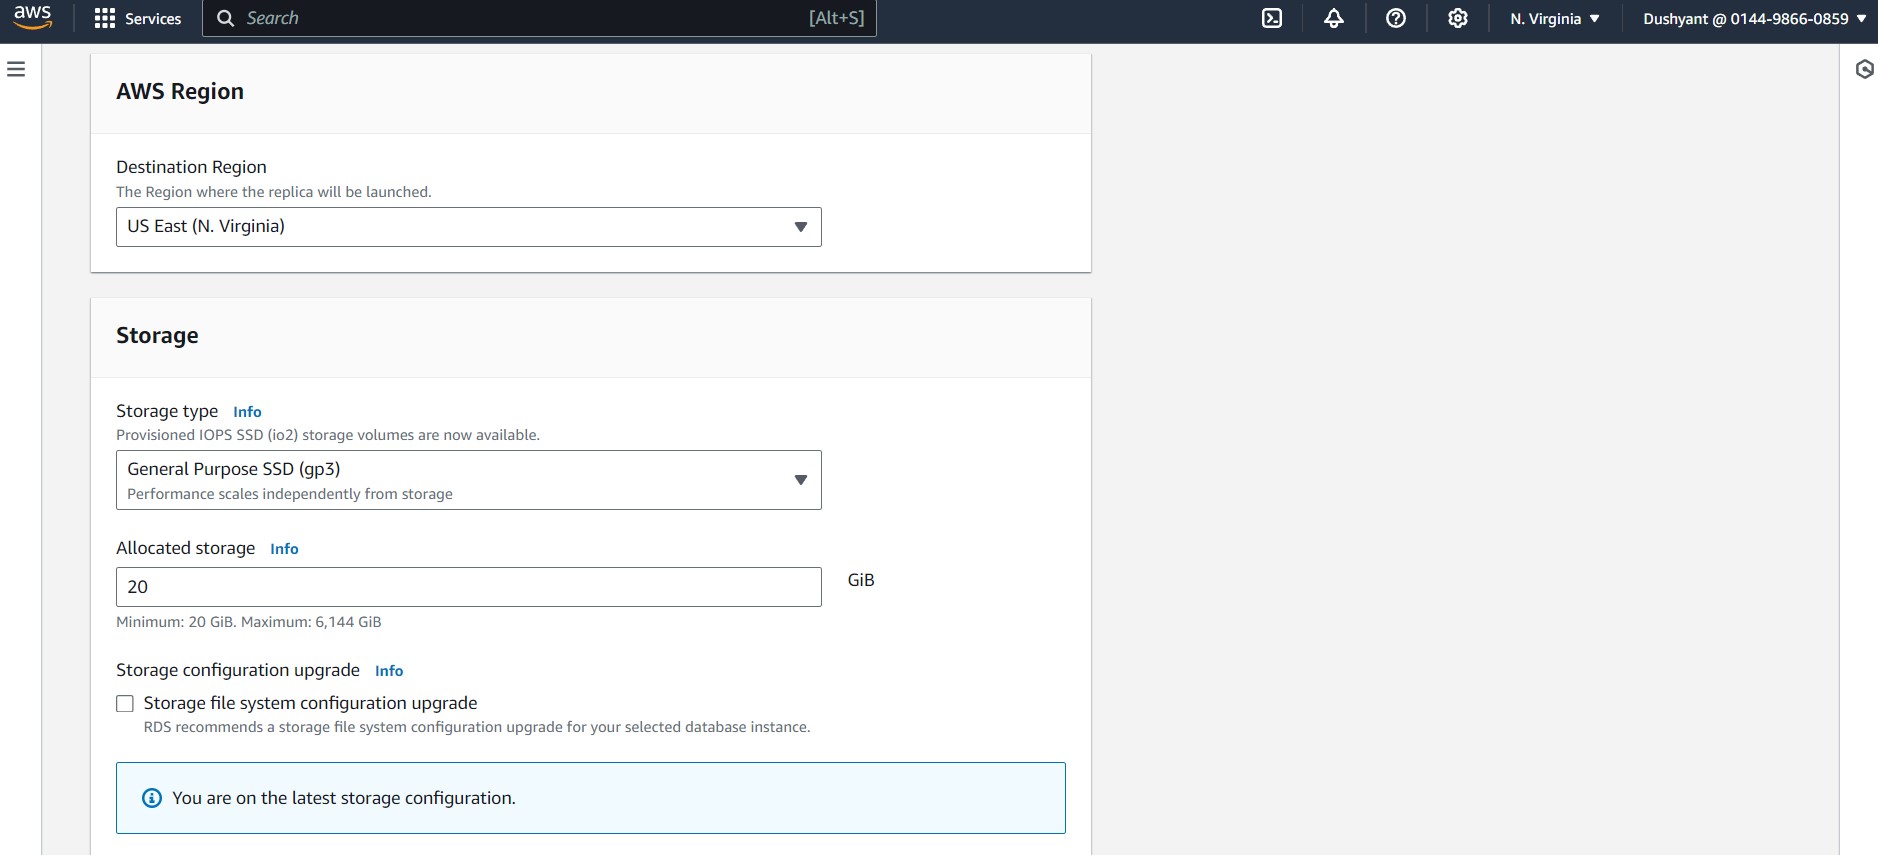 aws
Services
Search
[Alt+S]
N. Virginia
Dushyant @ 0144-9866-0859
AWS Region
Destination Region
The Region where the replica will be launched.
US East (N. Virginia)
Storage
Storage type Info
Provisioned IOPS SSD (io2) storage volumes are now available.
General Purpose SSD (gp3)
Performance scales independently from storage
Allocated storage Info
20
GiB
Minimum: 20 GiB. Maximum: 6,144 GiB
Storage configuration upgrade Info
Storage file system configuration upgrade
RDS recommends a storage file system configuration upgrade for your selected database instance.
You are on the latest storage configuration.